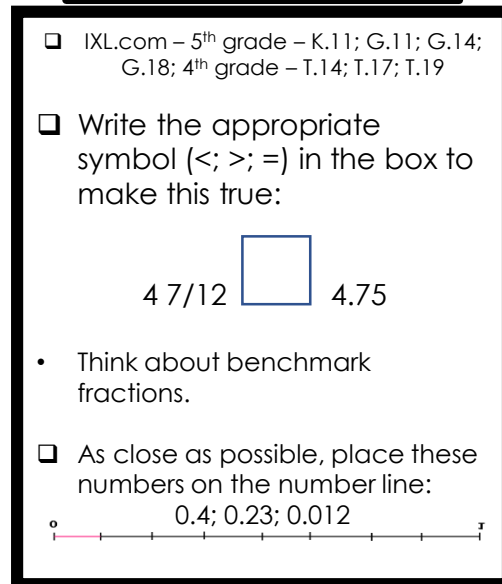 ❑ IXL.com – 5th grade – K.11; G.11; G.14;
G.18; 4th grade – T.14; T.17; T.19
❑ Write the appropriate
symbol (<; >; =) in the box to
make this true:
4 7/12 4.75
• Think about benchmark
fractions.
❑ As close as possible, place these
numbers on the number line:
0.4; 0.23; 0.012
0 1